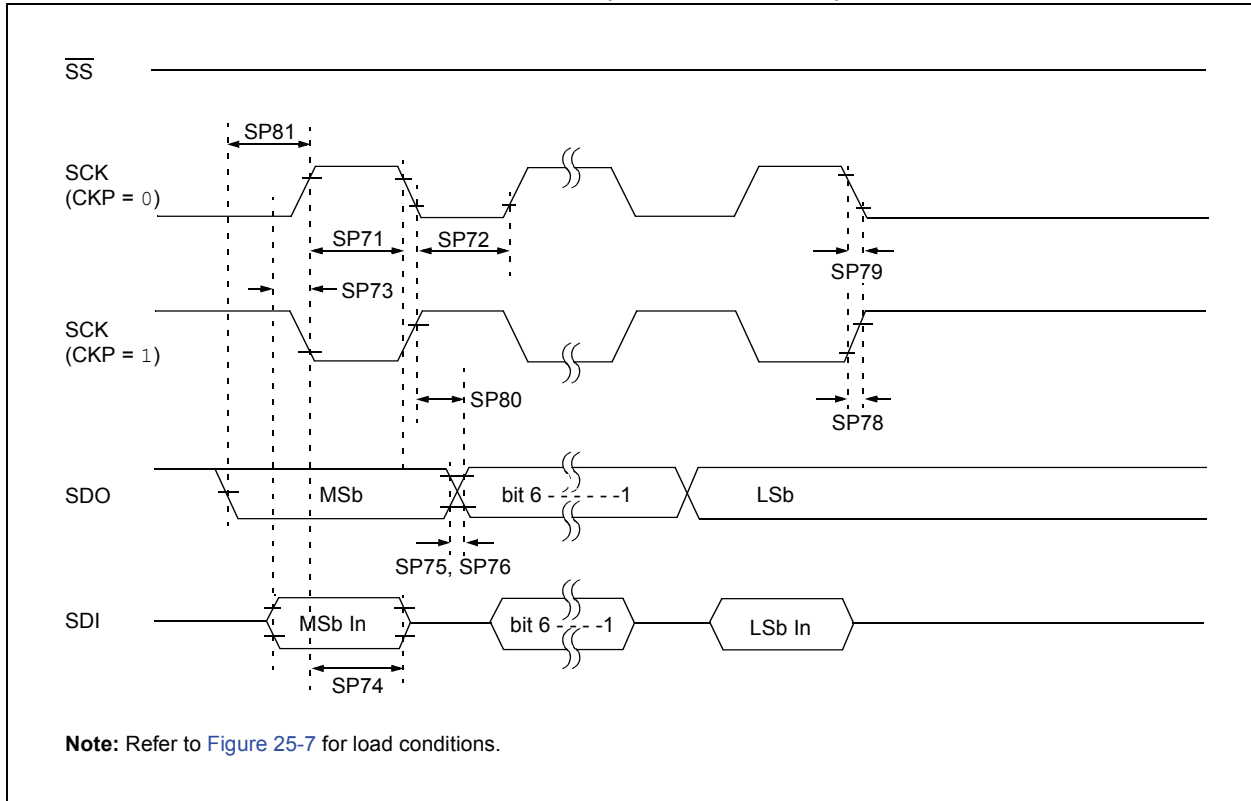 SS
SP81
SCK
(CKP = 0)
SP71
SP72
SP79
SP73
SCK
(CKP = 1)
SP80
SP78
SDO
MSb
bit 6 - - - - - -1
LSb
SP75, SP76
SDI
MSb In
bit 6 - - - -1
LSb In
SP74
Note: Refer to Figure 25-7 for load conditions.